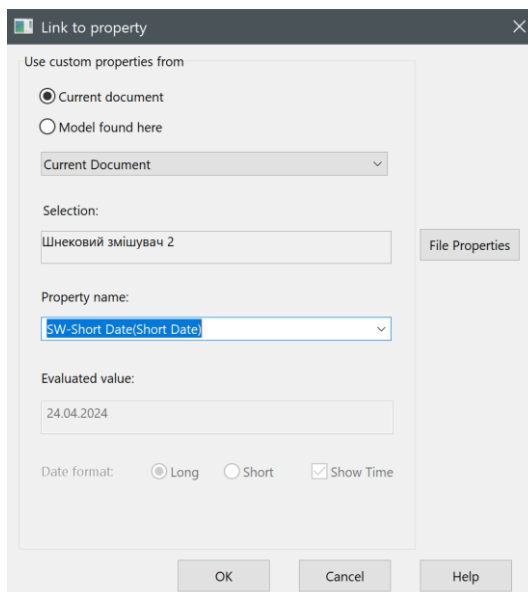 Link to property
Use custom properties from
Current document
Model found here
Current Document
Selection:
Шнековий змішувач 2
File Properties
Property name:
SW-Short Date(Short Date)
Evaluated value:
24.04.2024
Date format:
Long
Short
Show Time
OK
Cancel
Help